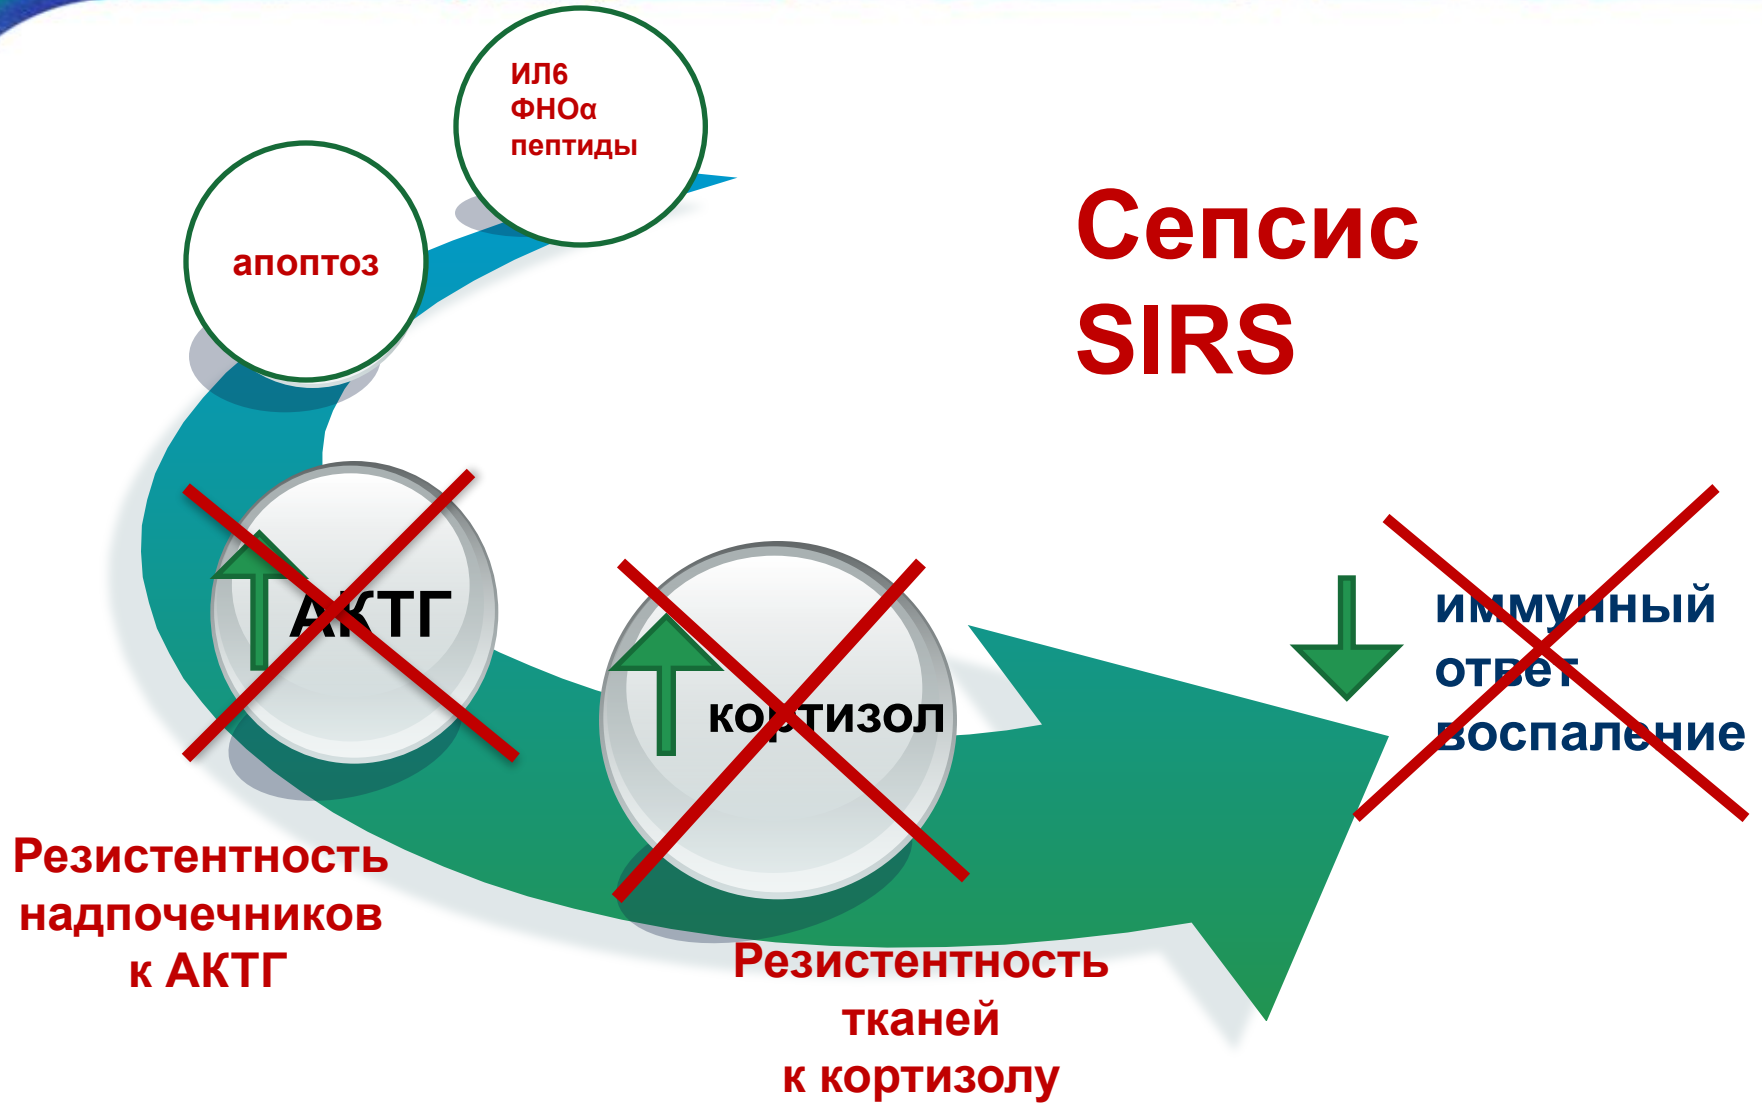 ИЛ6
ФНОα
пептиды
апоптоз
Сепсис
SIRS
АКТГ
кортизол
иммунный
ответ
воспаление
Резистентность
надпочечников
к АКТГ
Резистентность
тканей
к кортизолу